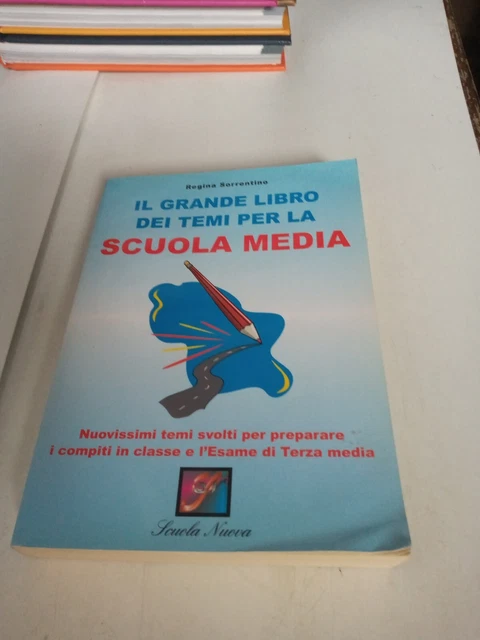 Regina Sorrentino
IL GRANDE LIBRO
DEI TEMI PER LA
SCUOLA MEDIA
Nuovissimi temi svolti per preparare
i compiti in classe e l'Esame di Terza media
Scuola Nuova